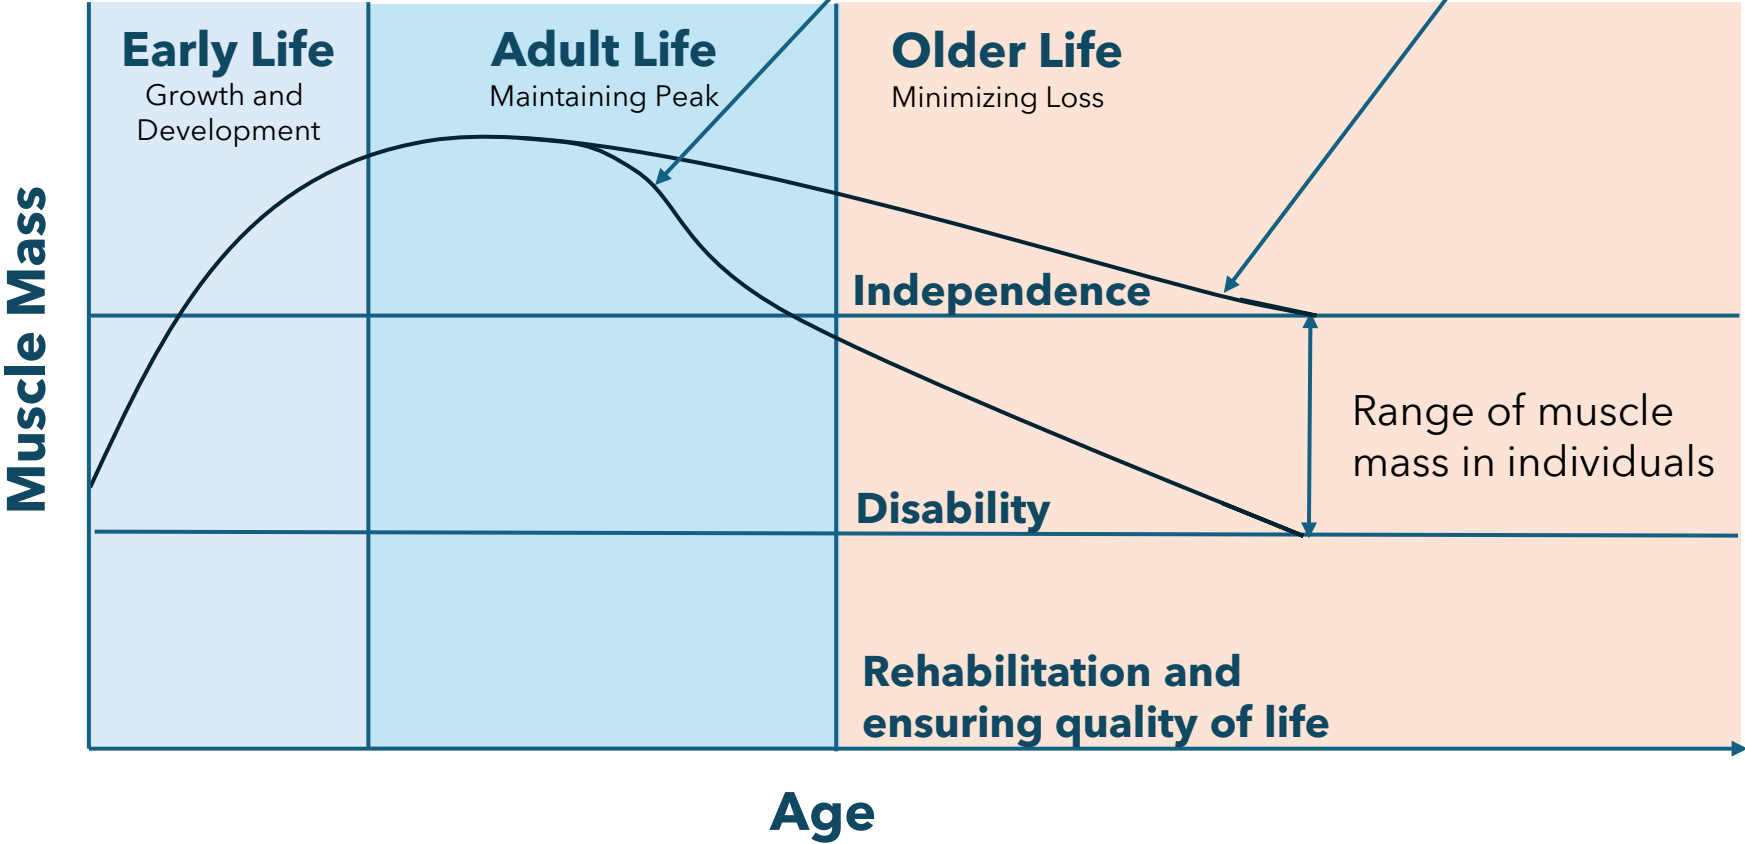 Early Life
Growth and
Development
Adult Life
Maintaining Peak
Older Life
Minimizing Loss
Muscle Mass
Independence
Range of muscle
mass in individuals
Disability
Rehabilitation and
ensuring quality of life
Age